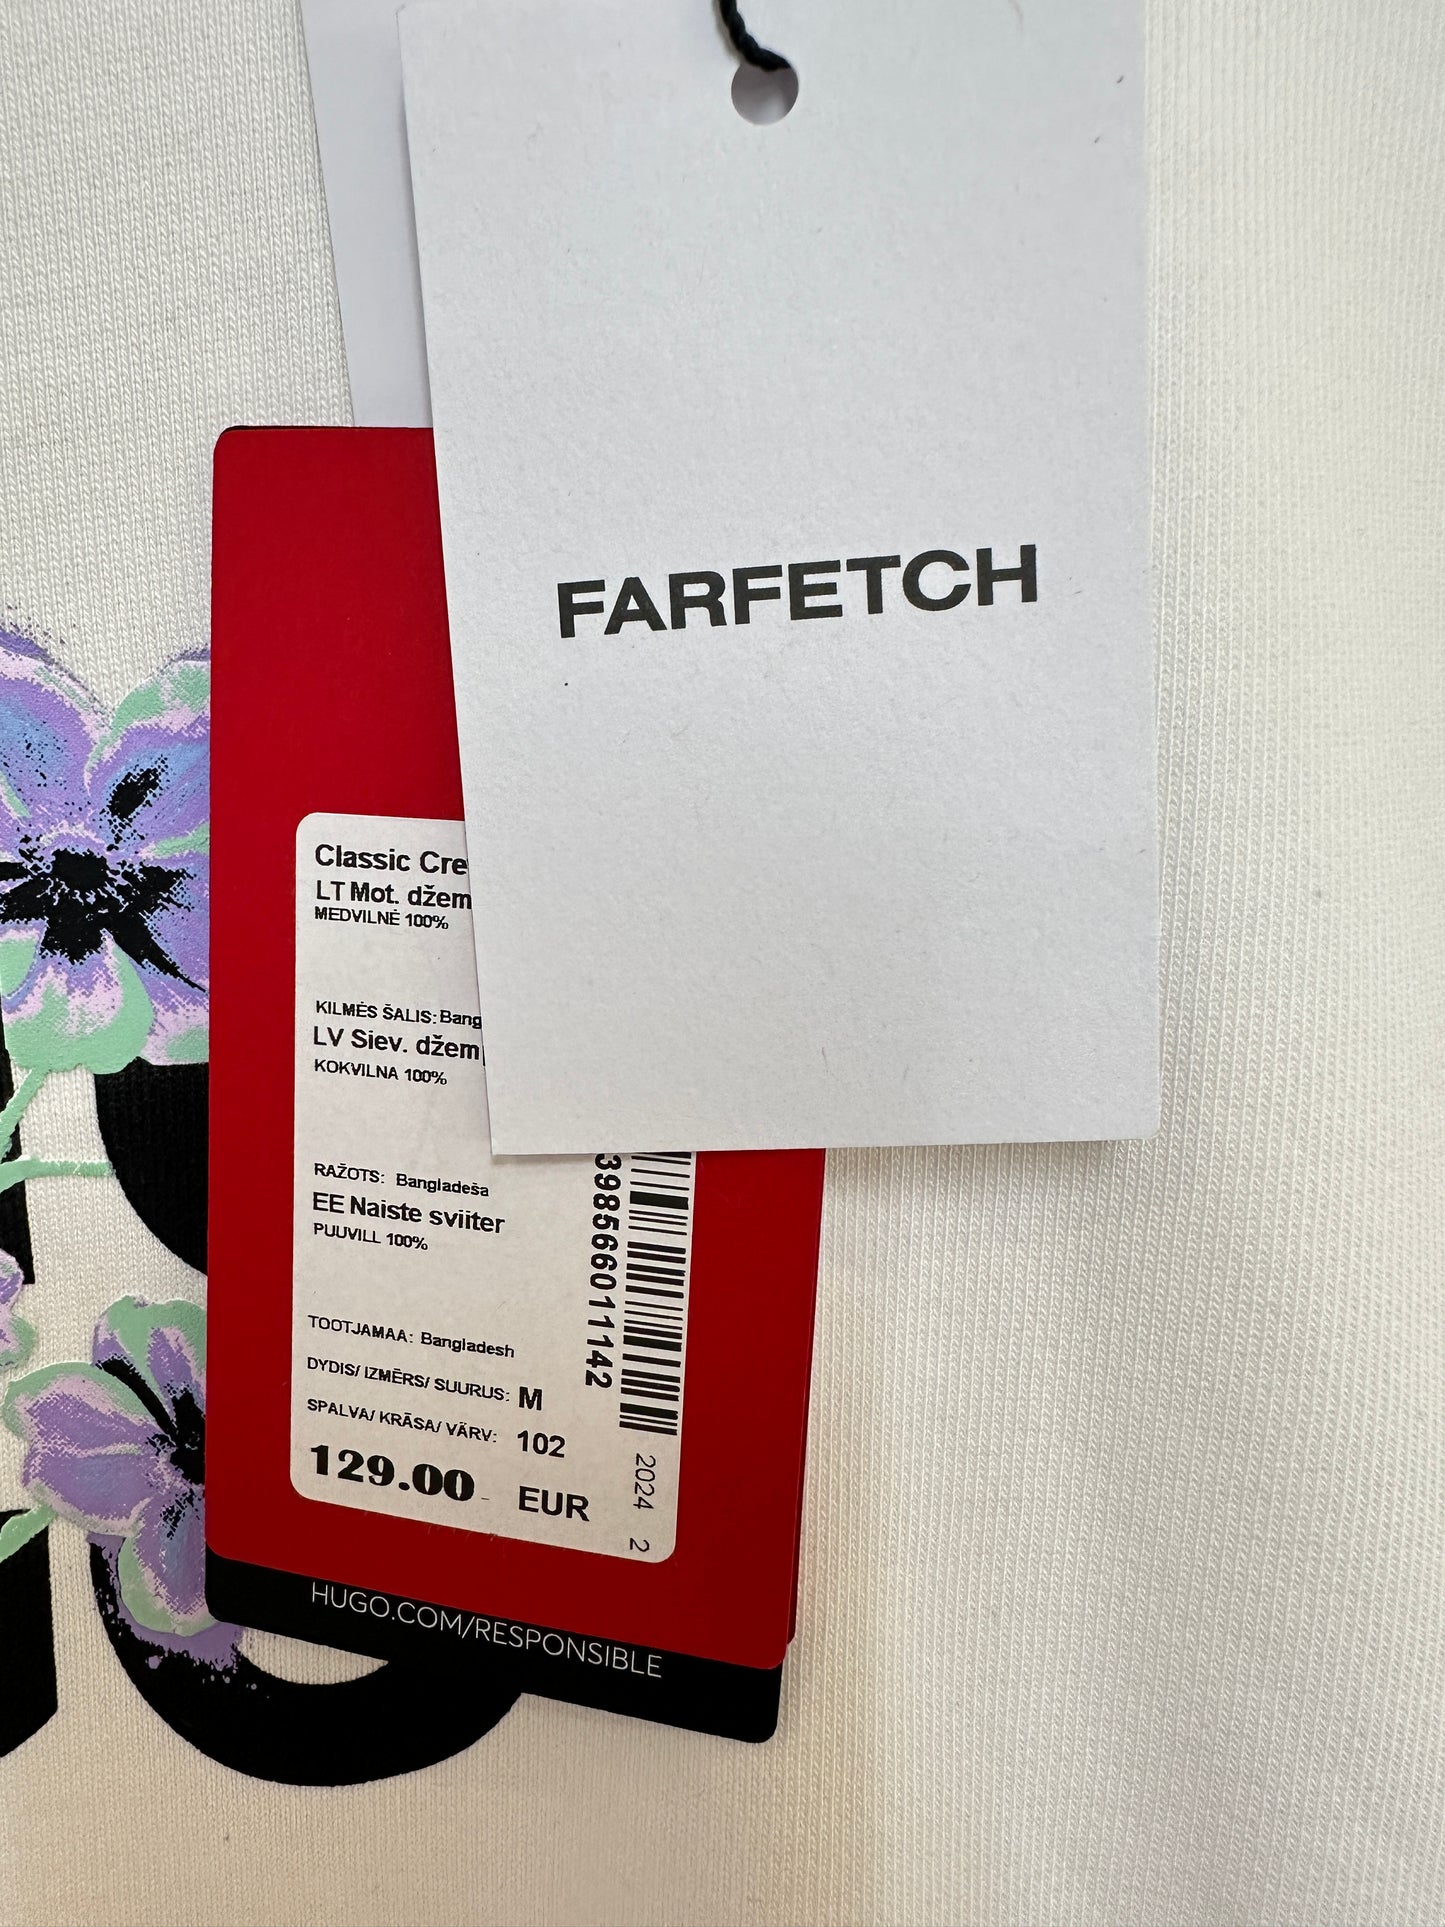 FARFETCH
Classic Cre
LT Mot. džem
MEDVILNĖ 100%
KILMĖS ŠALIS: Bang
LV Siev. džemp
KOKVILNA 100%
RAŽOTS: Bangladeša
EE Naiste sviiter
PUUVILL 100%
TOOTJAMAA: Bangladesh
DYDIS/ IZMĒRS/ SUURUS: M
SPALVA/ KRĀSA/ VÄRV: 102
129.00 EUR
398566011142
2024 2
HUGO.COM/RESPONSIBLE